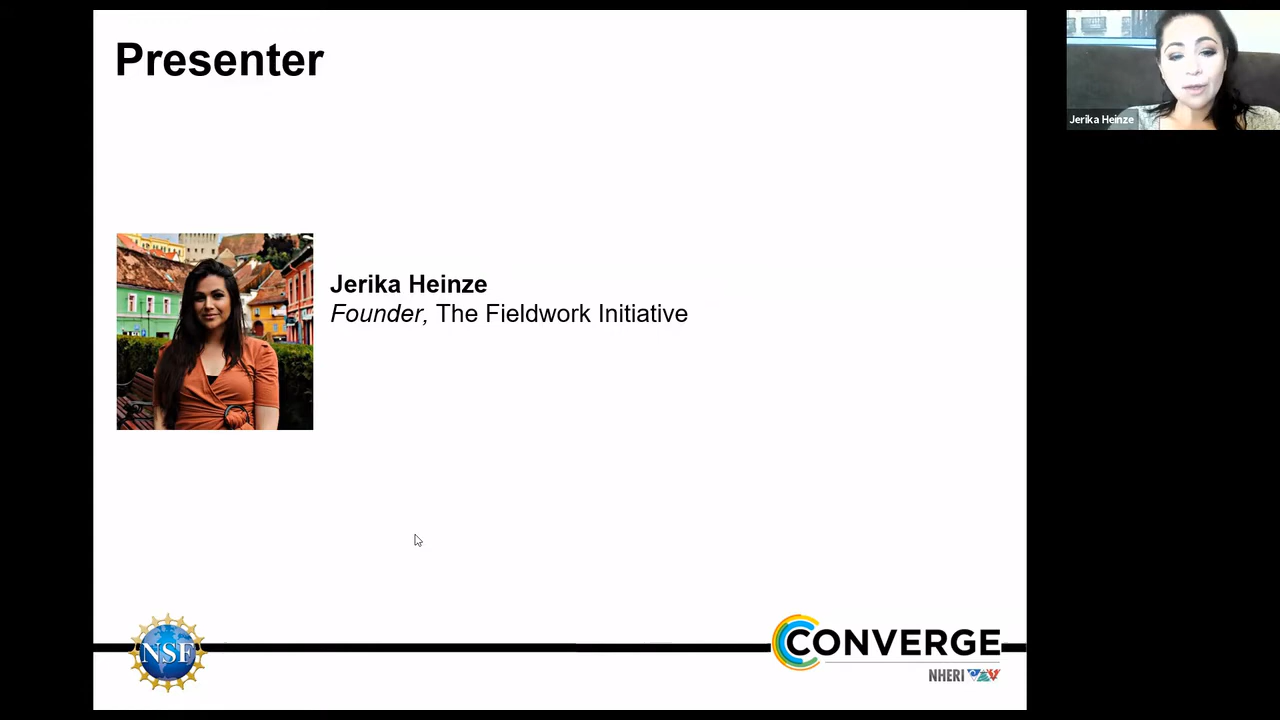 Presenter
Jerika Heinze
Jerika Heinze
Founder, The Fieldwork Initiative
NSF
CONVERGE
NHERI